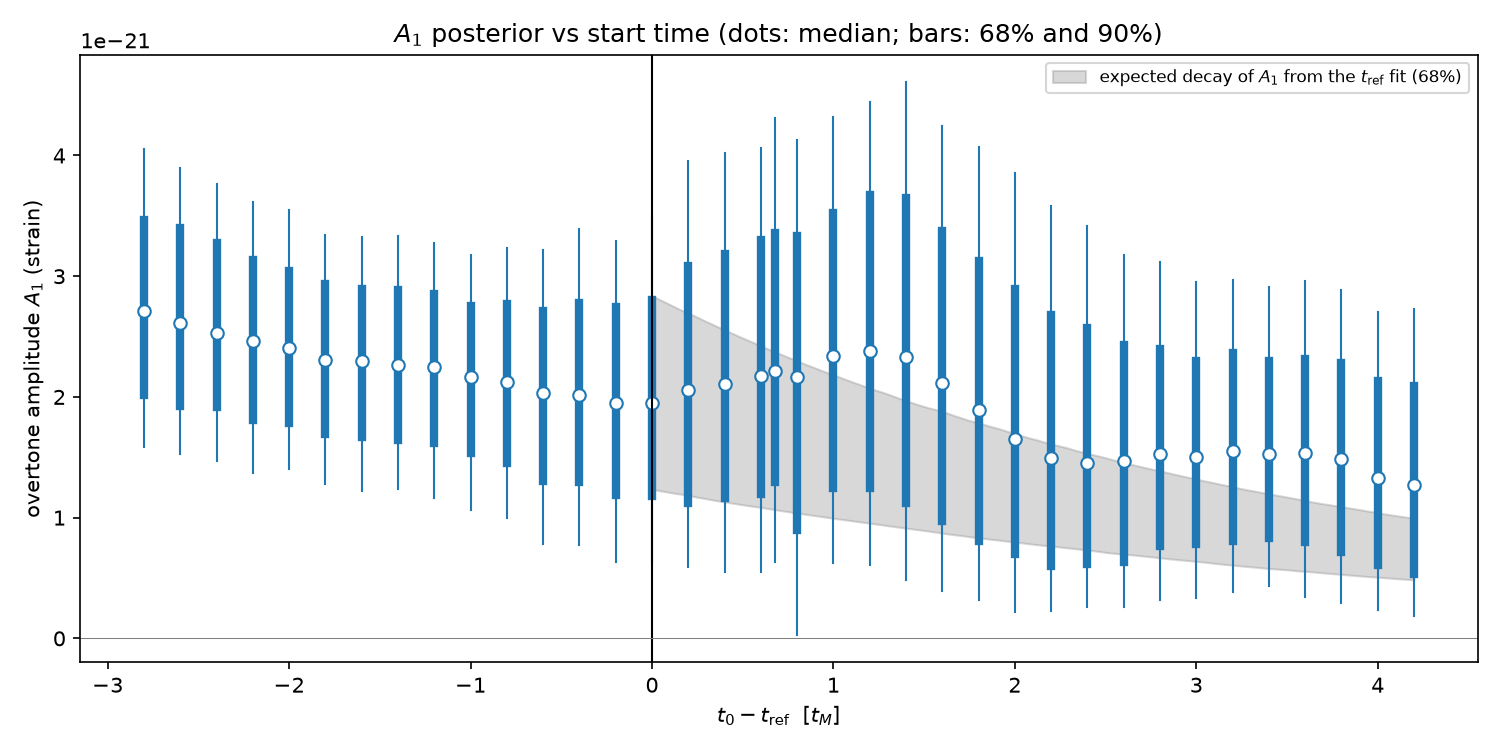 A₁ posterior vs start time (dots: median; bars: 68% and 90%)
1e−21
expected decay of A₁ from the t_ref fit (68%)
overtone amplitude A₁ (strain)
4
3
2
1
0
−3 −2 −1 0 1 2 3 4
t₀ − t_ref [t_M]